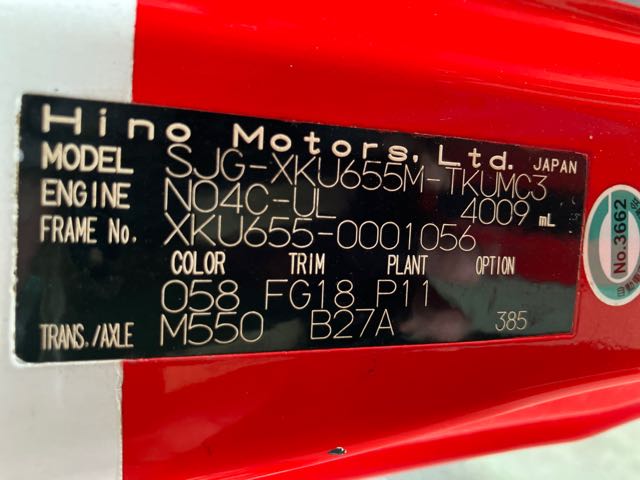 Hino Motors, Ltd. JAPAN
MODEL SJG-XKU655M-TKUMC3
ENGINE N04C-UL 4009 mL
FRAME No. XKU655-0001056
COLOR TRIM PLANT OPTION
058 FG18 P11
TRANS./AXLE M550 B27A 385
No.3662